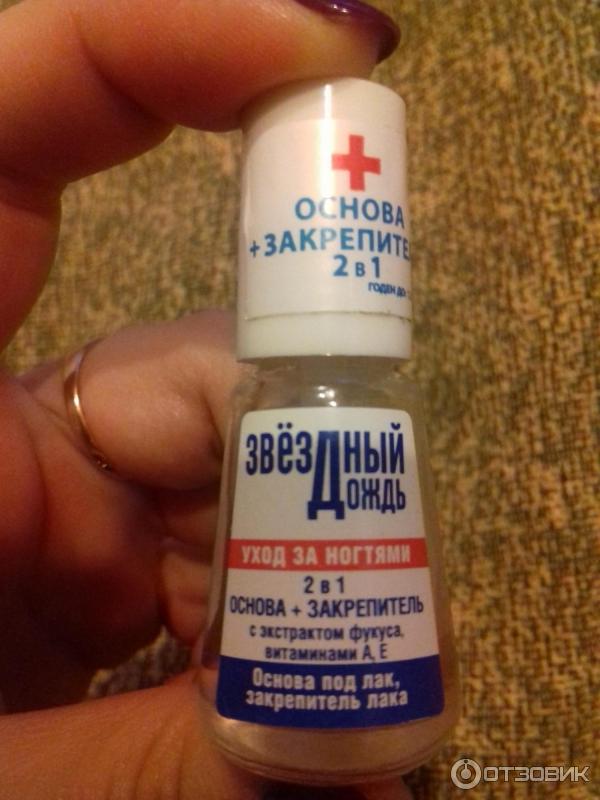 ОСНОВА
+ЗАКРЕПИТЕ
2 в 1
ГОДЕН ДО
ЗВЁЗДНЫЙ
ДОЖДЬ
УХОД ЗА НОГТЯМИ
2 в 1
ОСНОВА + ЗАКРЕПИТЕЛЬ
с экстрактом фукуса,
витаминами А, Е
Основа под лак,
закрепитель лака
ОТЗОВИК